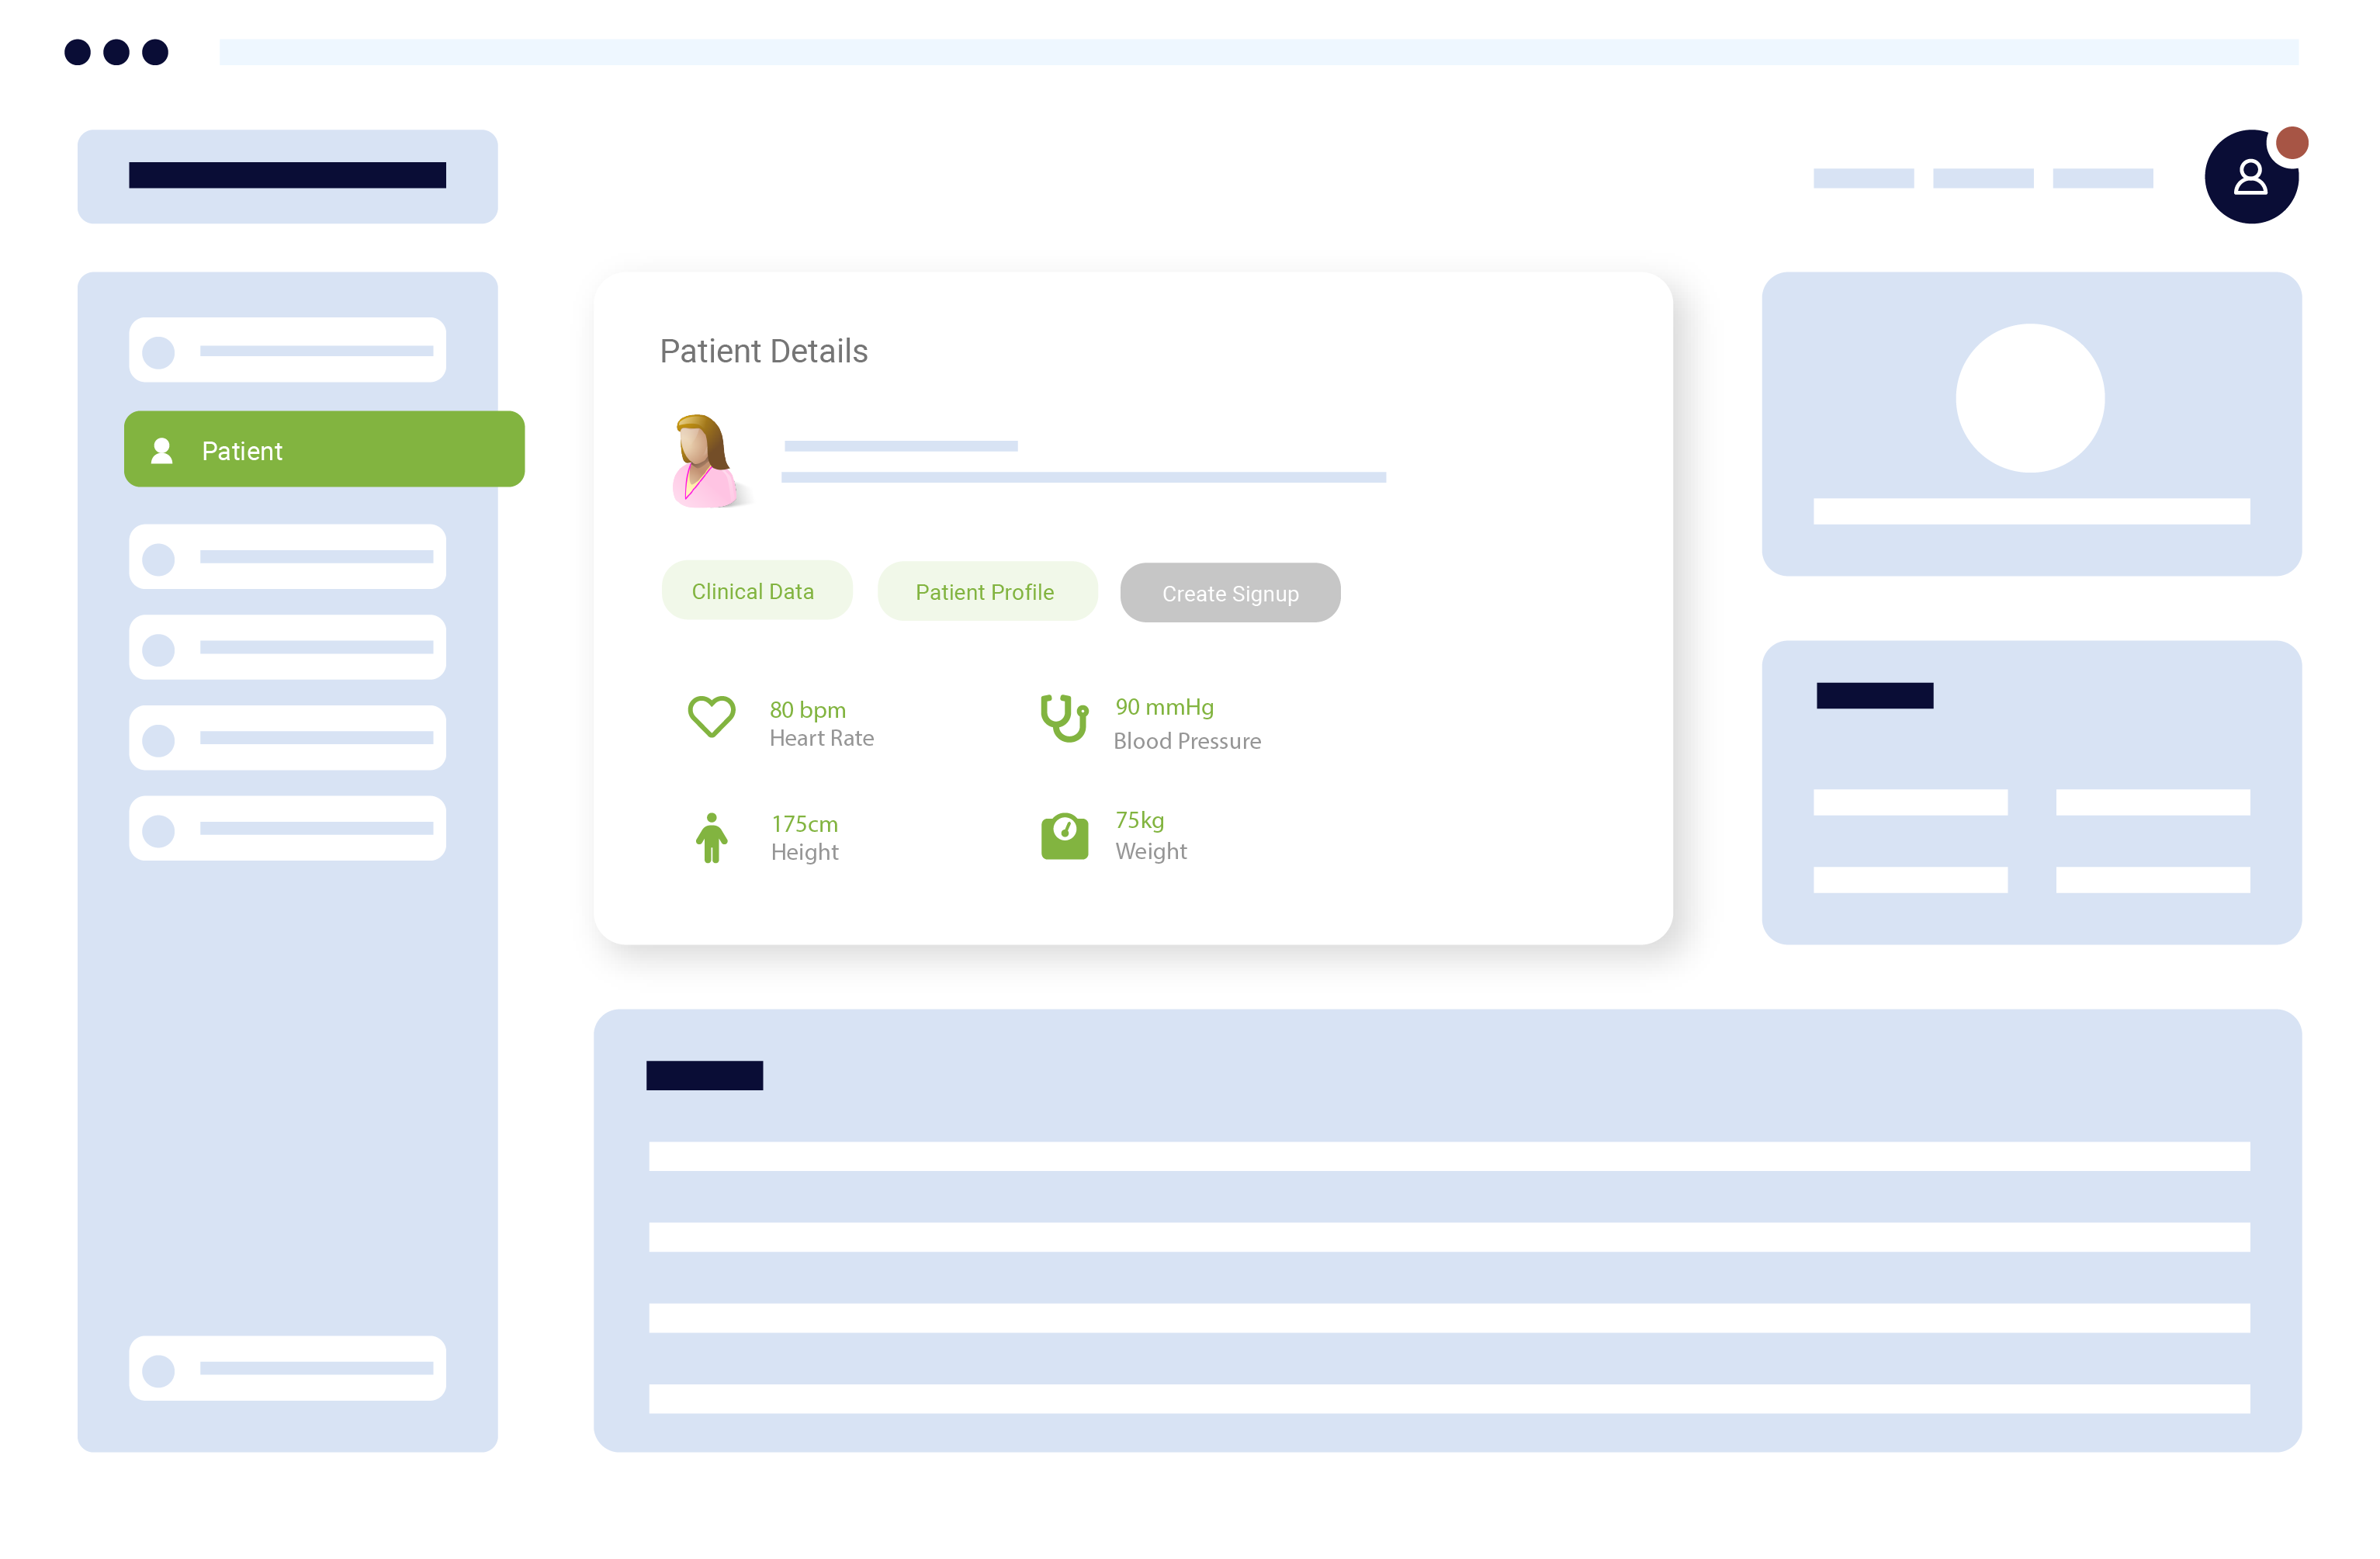 Patient Details
Patient
Clinical Data
Patient Profile
Create Signup
80 bpm
Heart Rate
90 mmHg
Blood Pressure
175cm
Height
75kg
Weight